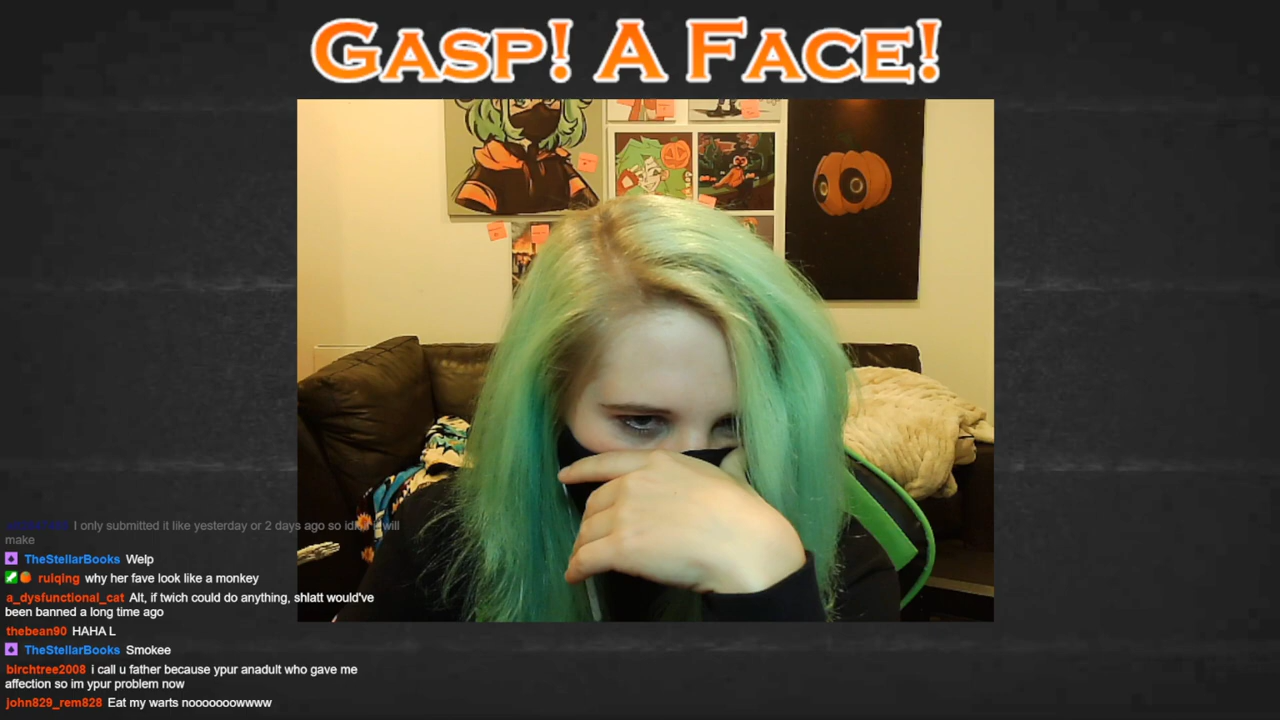 GASP! A FACE!
I only submitted it like yesterday or 2 days ago so will
make
TheStellarBooks Welp
ruiqing why her fave look like a monkey
a_dysfunctional_cat Alt, if twich could do anything, shlatt would've
been banned a long time ago
thebean90 HAHA L
TheStellarBooks Smokee
birchtree2008 i call u father because ypur anadult who gave me
affection so im ypur problem now
john829_rem828 Eat my warts nooooooowwww